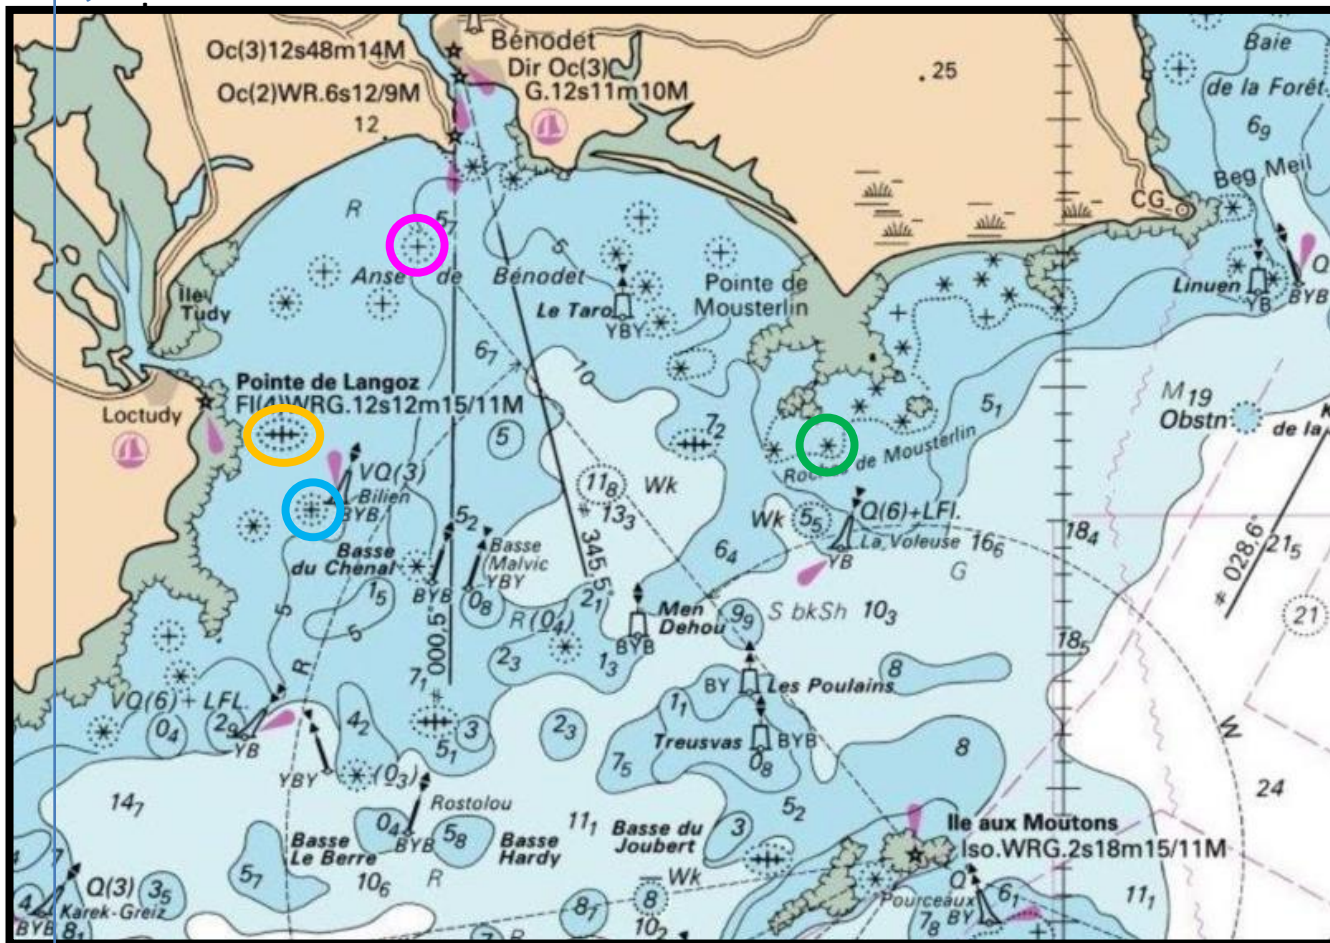 Bénodet
Oc(3)12s48m14M
Dir Oc(3)
G.12s11m10M
Oc(2)WR.6s12/9M
12
25
Baie
de la Forêt
6₉
Beg Meil
CG
R
5₇
Anse de Bénodet
5
Ile
Tudy
Le Taro
YBY
Pointe de
Mousterlin
Linuen
YB
BYB
Q
6₇
10
Pointe de Langoz
Fl(4)WRG.12s12m15/11M
Loctudy
5
7₂
5₁
M 19
Obstn
de la
Roches de Mousterlin
VQ(3)
Bilien
BYB
11₈
Wk
13₃
Wk
5₅
Q(6)+LFl.
La Voleuse
YB
16₆
G
18₄
21₅
028.6°
Basse
du Chenal
5₂
BYB
Basse
Malvic
YBY
345.5°
6₄
1₅
5
5
0₈
2₁
R
(0₄)
Men
Dehou
BYB
9₉
S bkSh
10₃
21
18₅
000.5°
2₃
1₃
R
7₁
8
BY
Les Poulains
1₁
VQ(6)+LFL.
0₄
2₉
YB
4₂
5₁
3
2₃
Treusvas
BYB
0₈
7₅
8
W
24
YBY
(0₃)
14₇
Rostolou
0₄
BYB
5₈
11₁
5₂
Basse
Le Berre
Basse
Hardy
Basse du
Joubert
3
Ile aux Moutons
Iso.WRG.2s18m15/11M
4
Q(3)
Karek-Greiz
BYB
8₁
3₅
5₇
10₆
R
Wk
8
8₁
10₂
Q
Pourceaux
BY
7₈
6₁
11₁